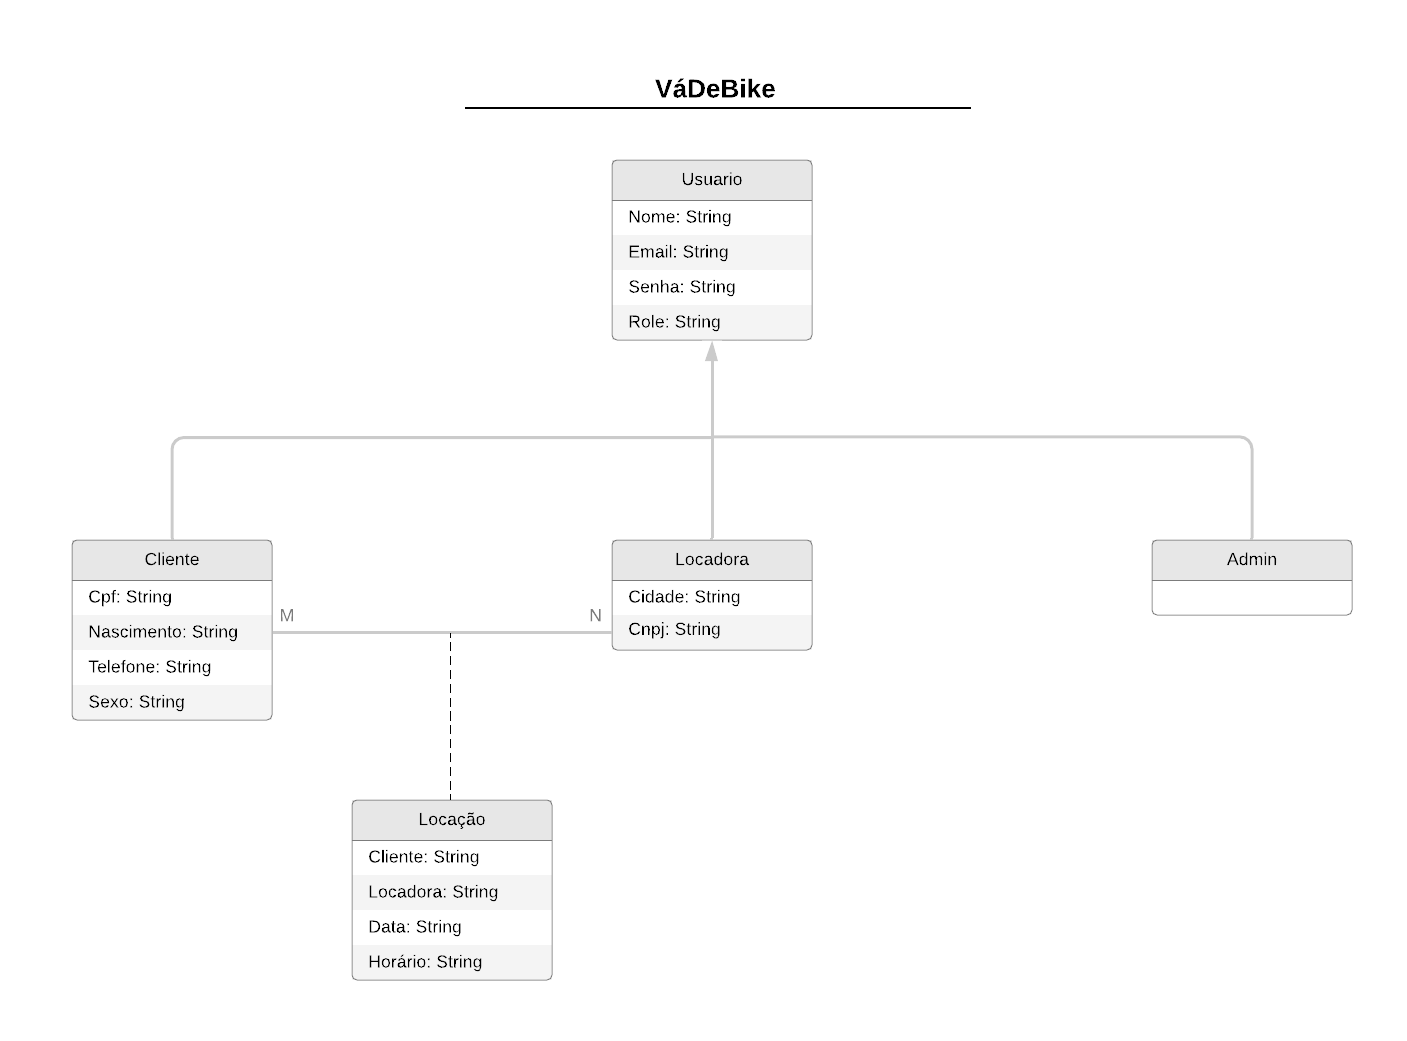 VáDeBike
Usuario
Nome: String
Email: String
Senha: String
Role: String
Cliente
Cpf: String
Nascimento: String
Telefone: String
Sexo: String
M
N
Locadora
Cidade: String
Cnpj: String
Admin
Locação
Cliente: String
Locadora: String
Data: String
Horário: String